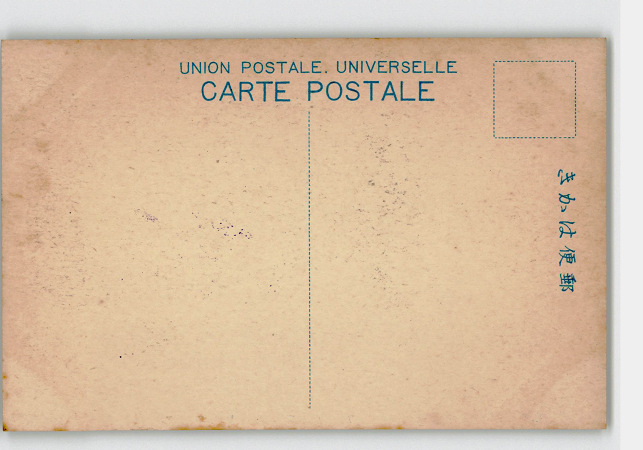 UNION POSTALE. UNIVERSELLE
CARTE POSTALE
郵便はかき